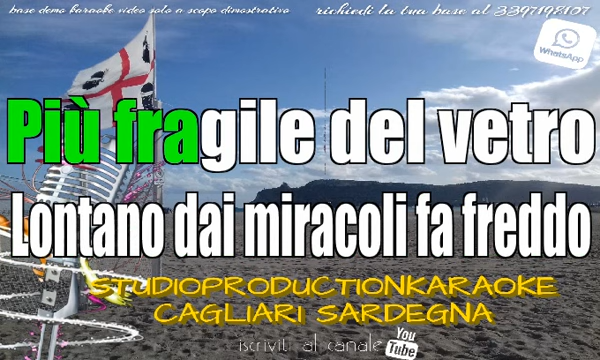 base demo karaoke video solo a scopo dimostrativo
richiedi la tua base al 3397198107
WhatsApp
Più fragile del vetro
Lontano dai miracoli fa freddo
STUDIOPRODUCTIONKARAOKE
CAGLIARI SARDEGNA
iscriviti al canale
You Tube